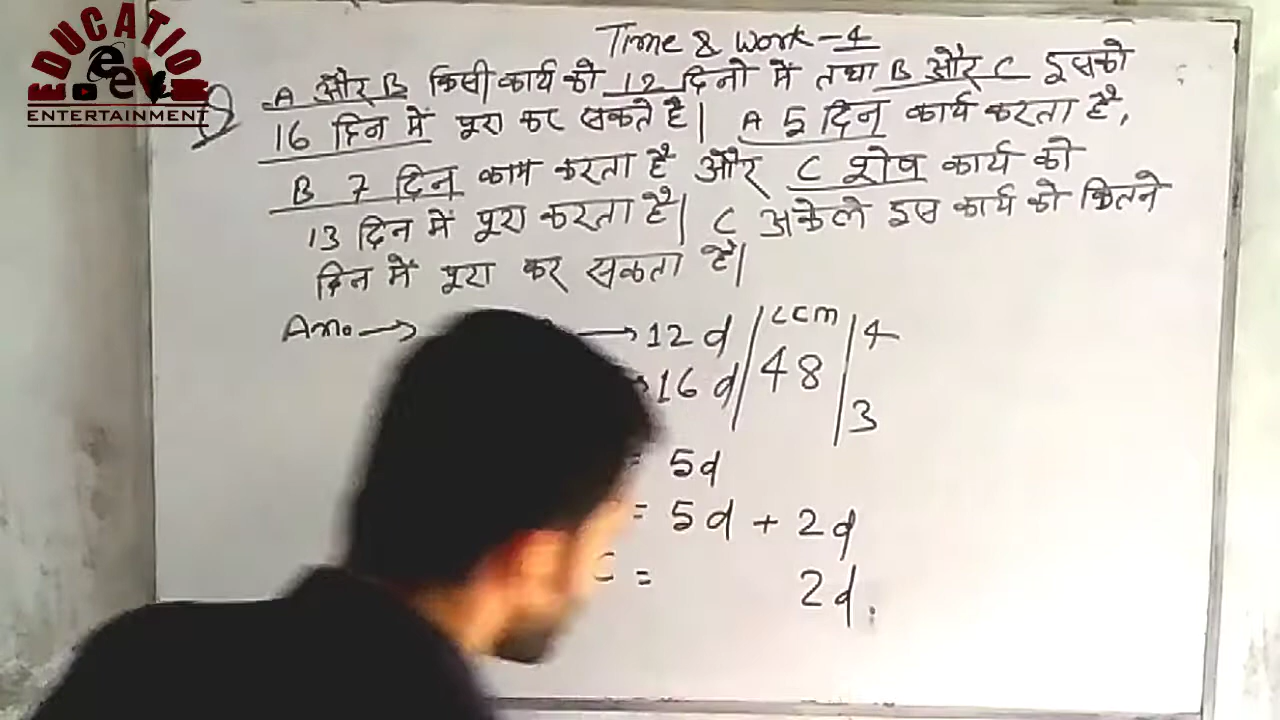 EDUCATION
ee
ENTERTAINMENT
Time & Work - 4
A और B किसी कार्य को 12 दिनों में तथा B और C इसको
16 दिन में पूरा कर सकते है| A 5 दिन कार्य करता है,
B 7 दिन काम करता है और C शेष कार्य को
13 दिन में पूरा करता है| C अकेले इस कार्य को कितने
दिन में पूरा कर सकता है|
Ans → → 12 d LCM 4
→ 16 d 48 3
= 5d
= 5d + 2d
C = 2d